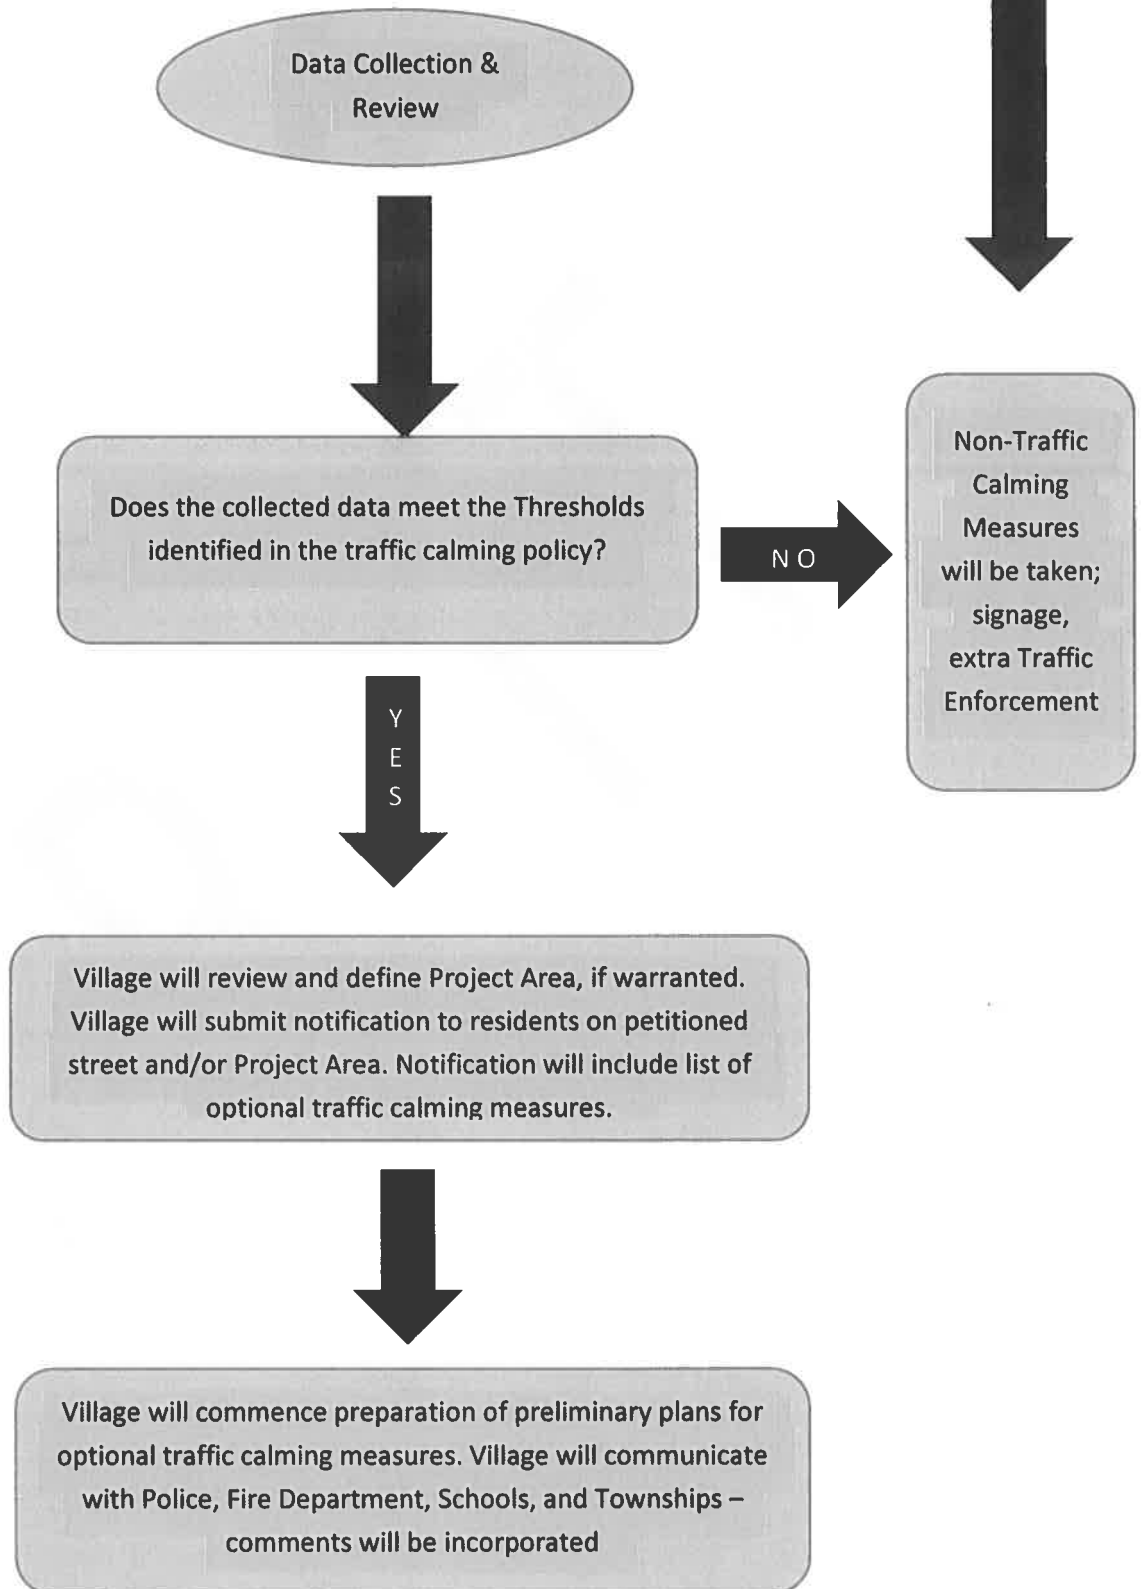 Data Collection &
Review
Does the collected data meet the Thresholds
identified in the traffic calming policy?
NO
Non-Traffic
Calming
Measures
will be taken;
signage,
extra Traffic
Enforcement
Y
E
S
Village will review and define Project Area, if warranted.
Village will submit notification to residents on petitioned
street and/or Project Area. Notification will include list of
optional traffic calming measures.
Village will commence preparation of preliminary plans for
optional traffic calming measures. Village will communicate
with Police, Fire Department, Schools, and Townships –
comments will be incorporated